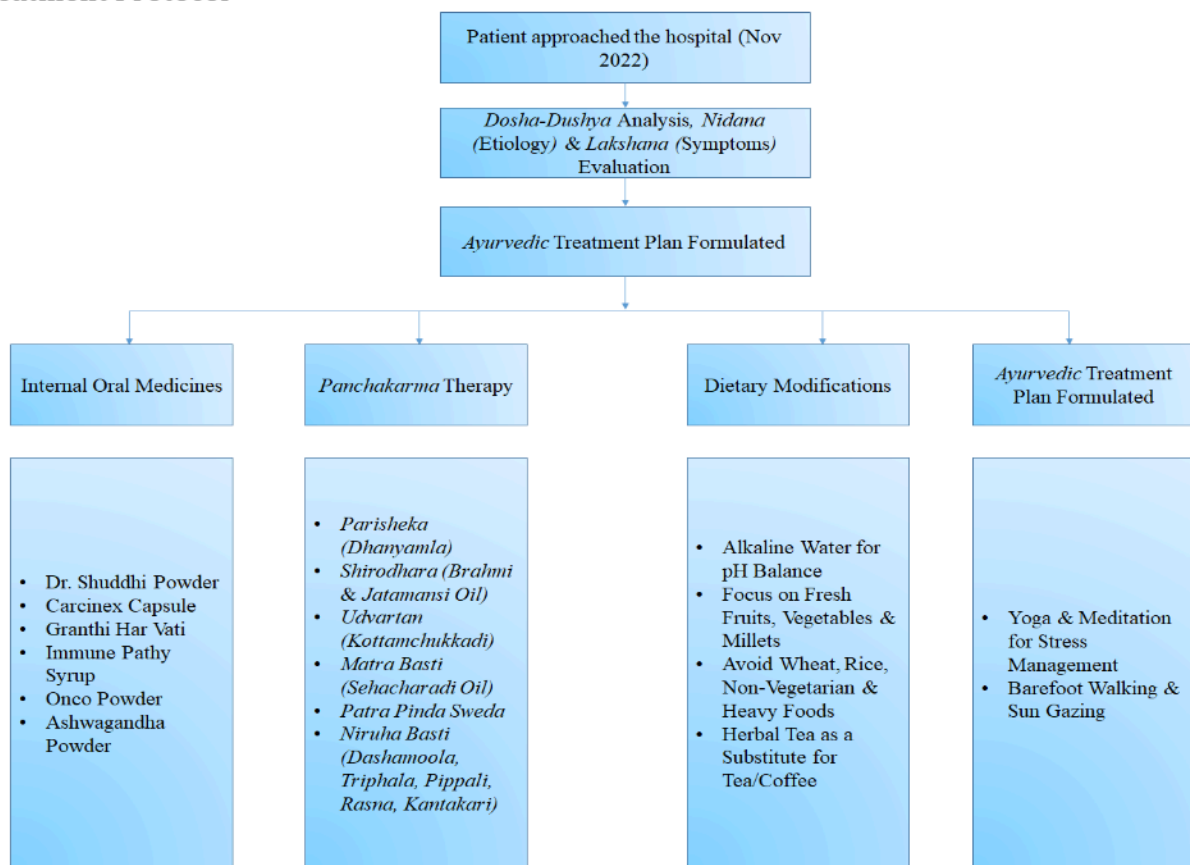 Patient approached the hospital (Nov
2022)
Dosha-Dushya Analysis, Nidana
(Etiology) & Lakshana (Symptoms)
Evaluation
Ayurvedic Treatment Plan Formulated
Internal Oral Medicines
Panchakarma Therapy
Dietary Modifications
Ayurvedic Treatment
Plan Formulated
• Dr. Shuddhi Powder
• Carcinex Capsule
• Granthi Har Vati
• Immune Pathy
Syrup
• Onco Powder
• Ashwagandha
Powder
• Parisheka
(Dhanyamla)
• Shirodhara (Brahmi
& Jatamansi Oil)
• Udvartan
(Kottamchukkadi)
• Matra Basti
(Sehacharadi Oil)
• Patra Pinda Sweda
• Niruha Basti
(Dashamoola,
Triphala, Pippali,
Rasna, Kantakari)
• Alkaline Water for
pH Balance
• Focus on Fresh
Fruits, Vegetables &
Millets
• Avoid Wheat, Rice,
Non-Vegetarian &
Heavy Foods
• Herbal Tea as a
Substitute for
Tea/Coffee
• Yoga & Meditation
for Stress
Management
• Barefoot Walking &
Sun Gazing